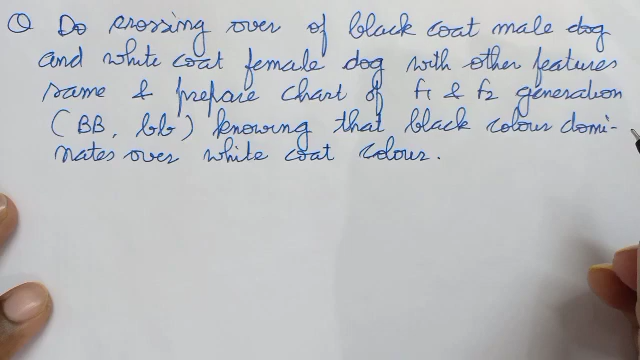 Q Do crossing over of black coat male dog
and white coat female dog with other features
same & prepare chart of f1 & f2 generation
(BB, bb) knowing that black colour domi-
nates over white coat colour.